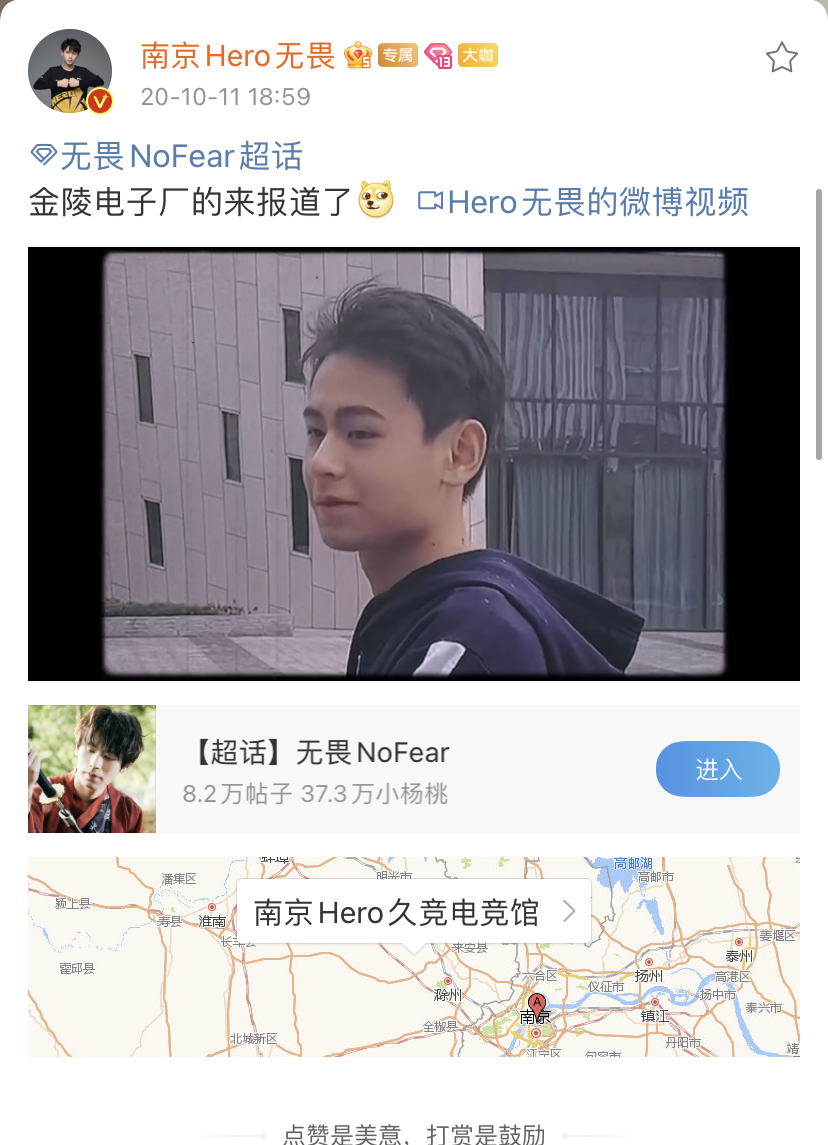 南京Hero无畏 专属 13 大咖
20-10-11 18:59
无畏NoFear超话
金陵电子厂的来报道了 Hero无畏的微博视频
【超话】无畏NoFear
8.2万帖子 37.3万小杨桃
进入
南京Hero久竞电竞馆
蚌埠
潘集区
明光市
高邮湖
高邮市
颍上县
寿县
淮南
长丰县
来安县
姜堰区
泰州
霍邱县
六合区
扬州
高港区
滁州
仪征市
扬中市
A
南京
镇江
泰兴市
全椒县
北城新区
丹阳市
靖
江宁区
句容市
点赞是美意，打赏是鼓励